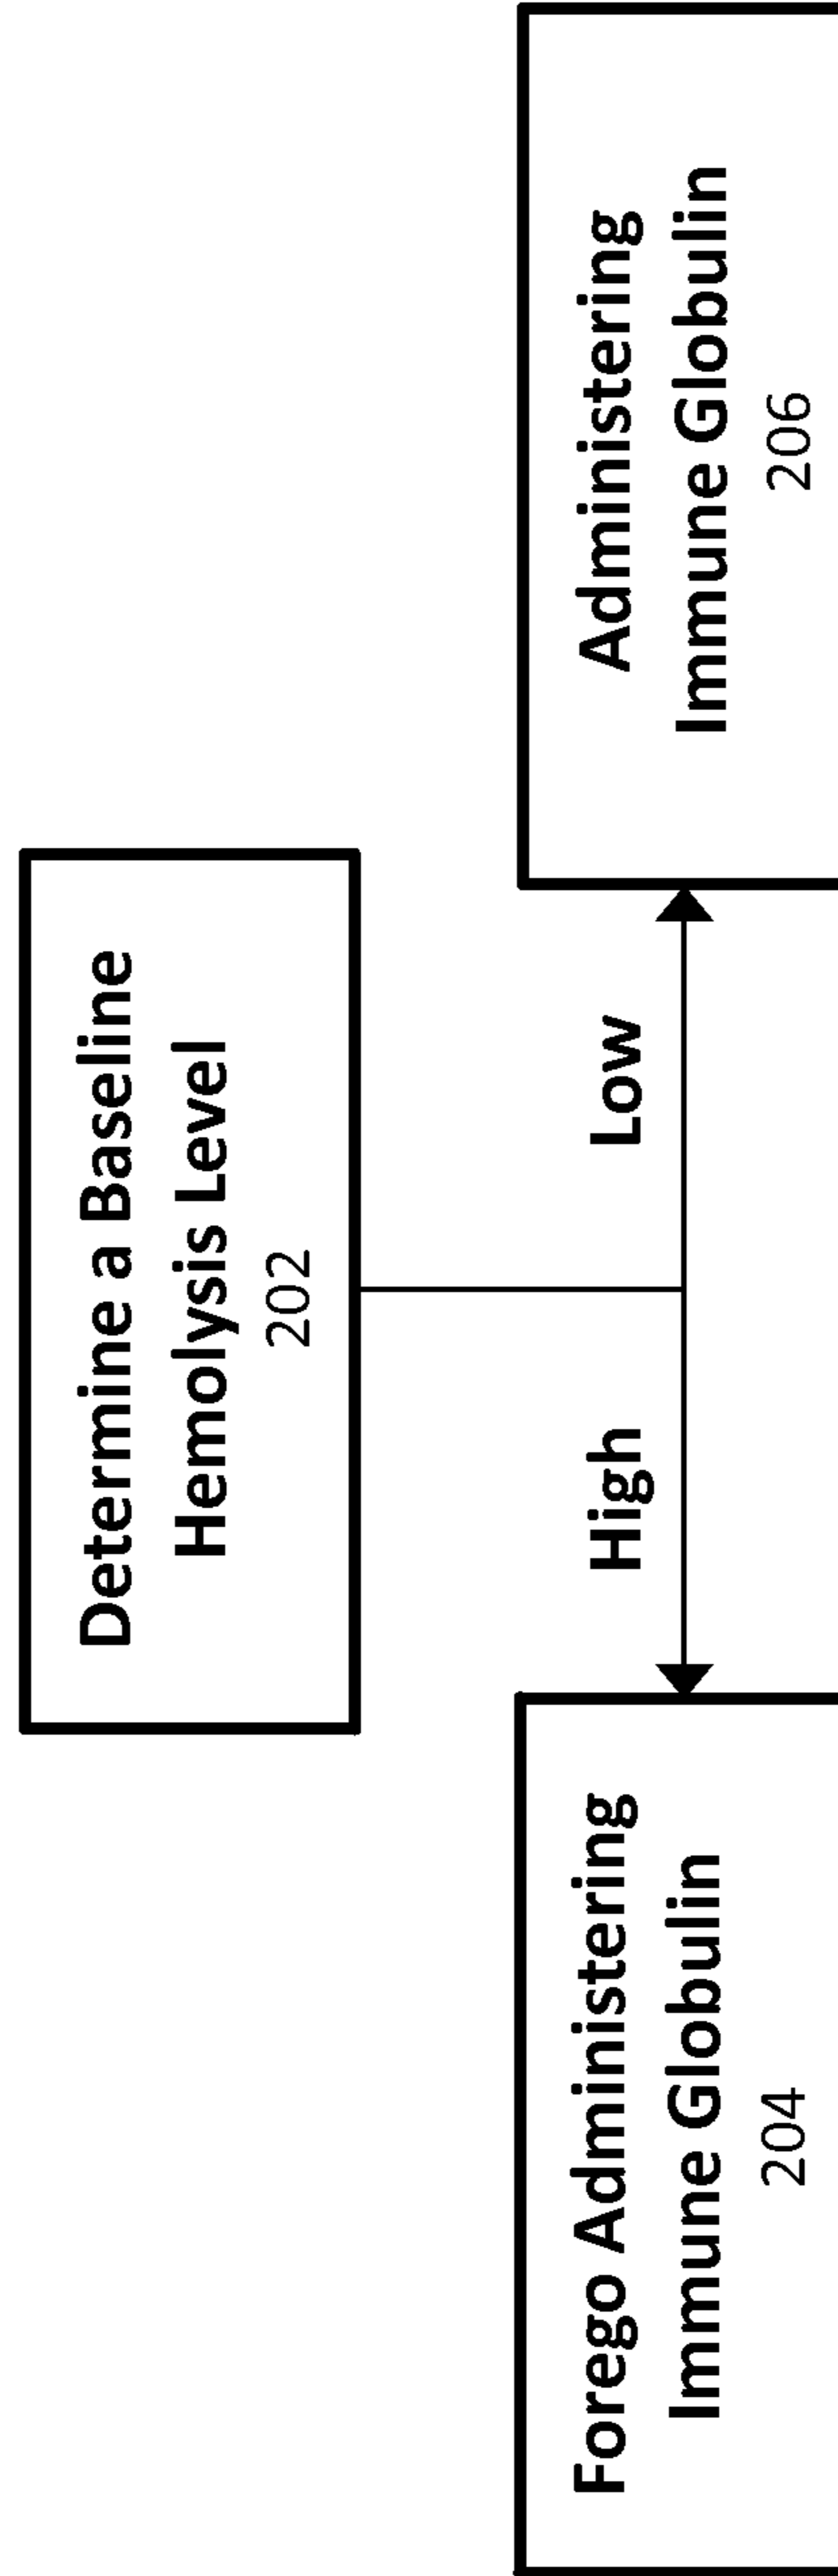 Determine a Baseline
Hemolysis Level
202
High
Low
Forego Administering
Immune Globulin
204
Administering
Immune Globulin
206